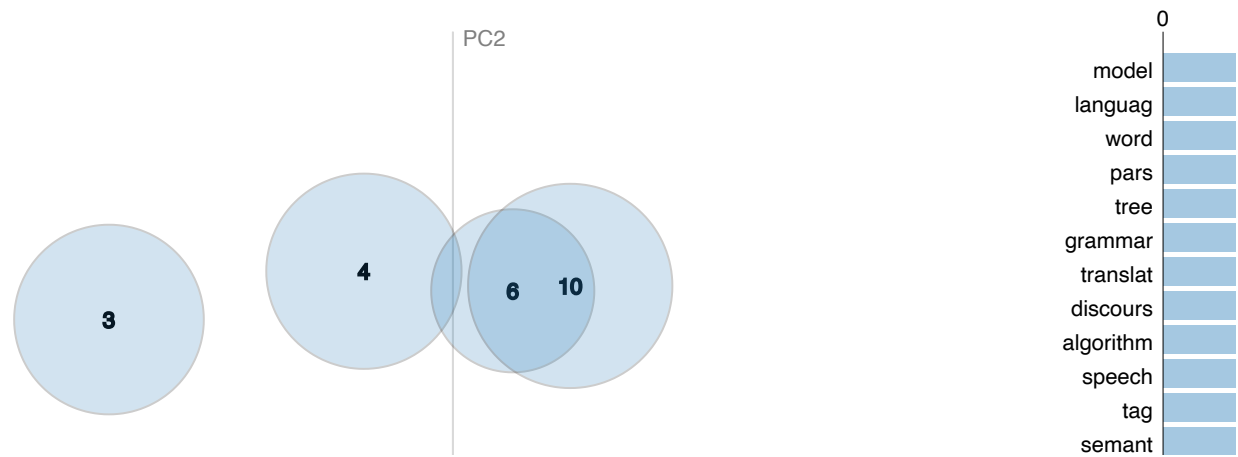 PC2
4
3
6
10
0
model
languag
word
pars
tree
grammar
translat
discours
algorithm
speech
tag
semant